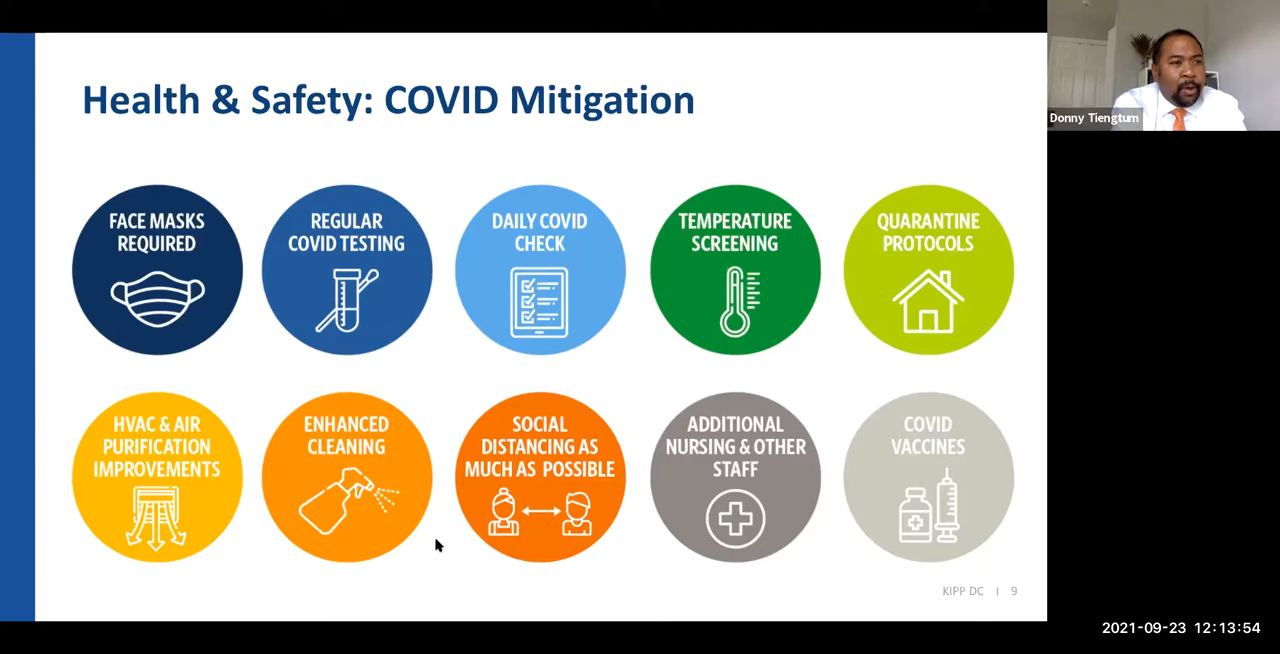 Health & Safety: COVID Mitigation
Donny Tiengtum
FACE MASKS
REQUIRED
REGULAR
COVID TESTING
DAILY COVID
CHECK
TEMPERATURE
SCREENING
QUARANTINE
PROTOCOLS
HVAC & AIR
PURIFICATION
IMPROVEMENTS
ENHANCED
CLEANING
SOCIAL
DISTANCING AS
MUCH AS POSSIBLE
ADDITIONAL
NURSING & OTHER
STAFF
COVID
VACCINES
KIPP DC | 9
2021-09-23 12:13:54